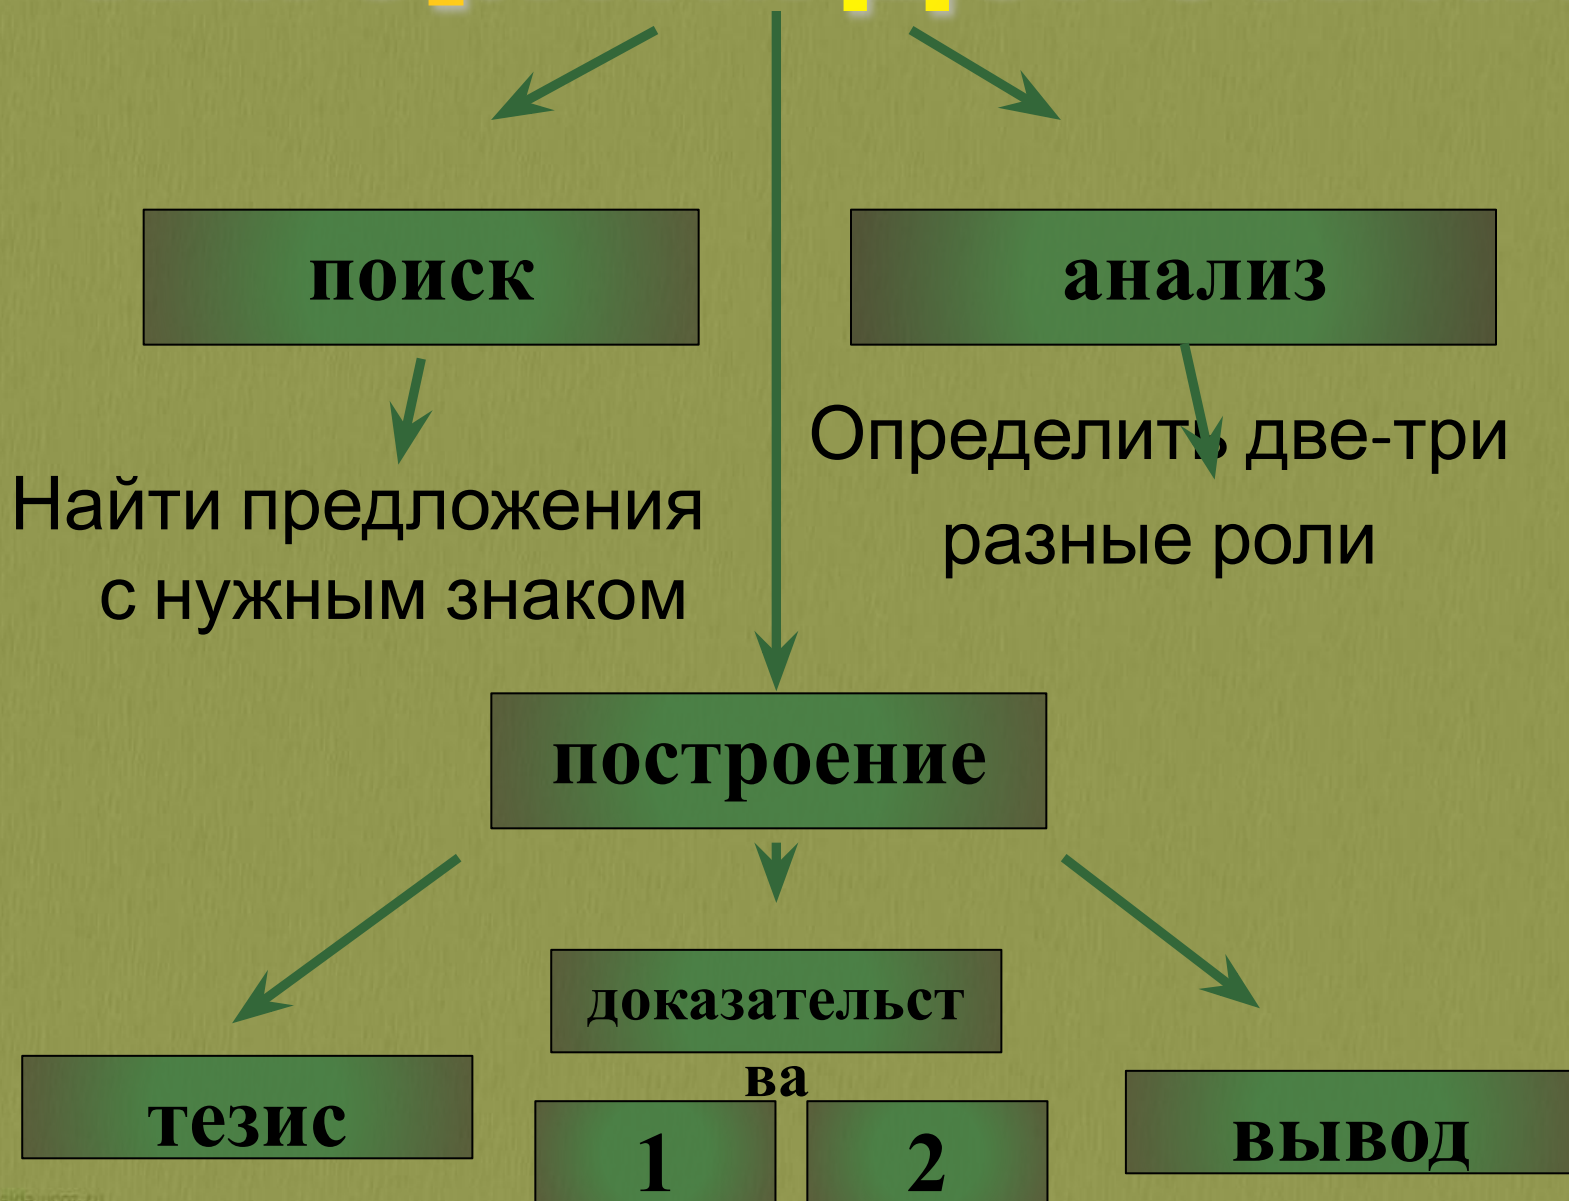 поиск
анализ
Найти предложения
с нужным знаком
Определить две-три
разные роли
построение
тезис
доказательст
ва
1
2
вывод